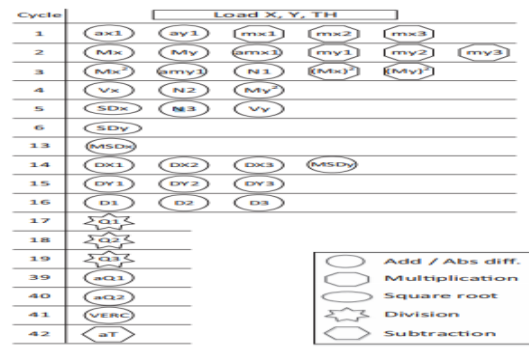 Cycle Load X, Y, TH
1 ax1 ay1 mx1 mx2 mx3
2 Mx My amx1 my1 my2 my3
3 Mx² amy1 N1 (Mx)² (My)²
4 Vx N2 My²
5 SDx N3 Vy
6 SDy
13 MSDx
14 DX1 DX2 DX3 MSDy
15 DY1 DY2 DY3
16 D1 D2 D3
17 Q1
18 Q2
19 Q3
39 aQ1
40 aQ2
41 VERC
42 aT
Add / Abs diff.
Multiplication
Square root
Division
Subtraction